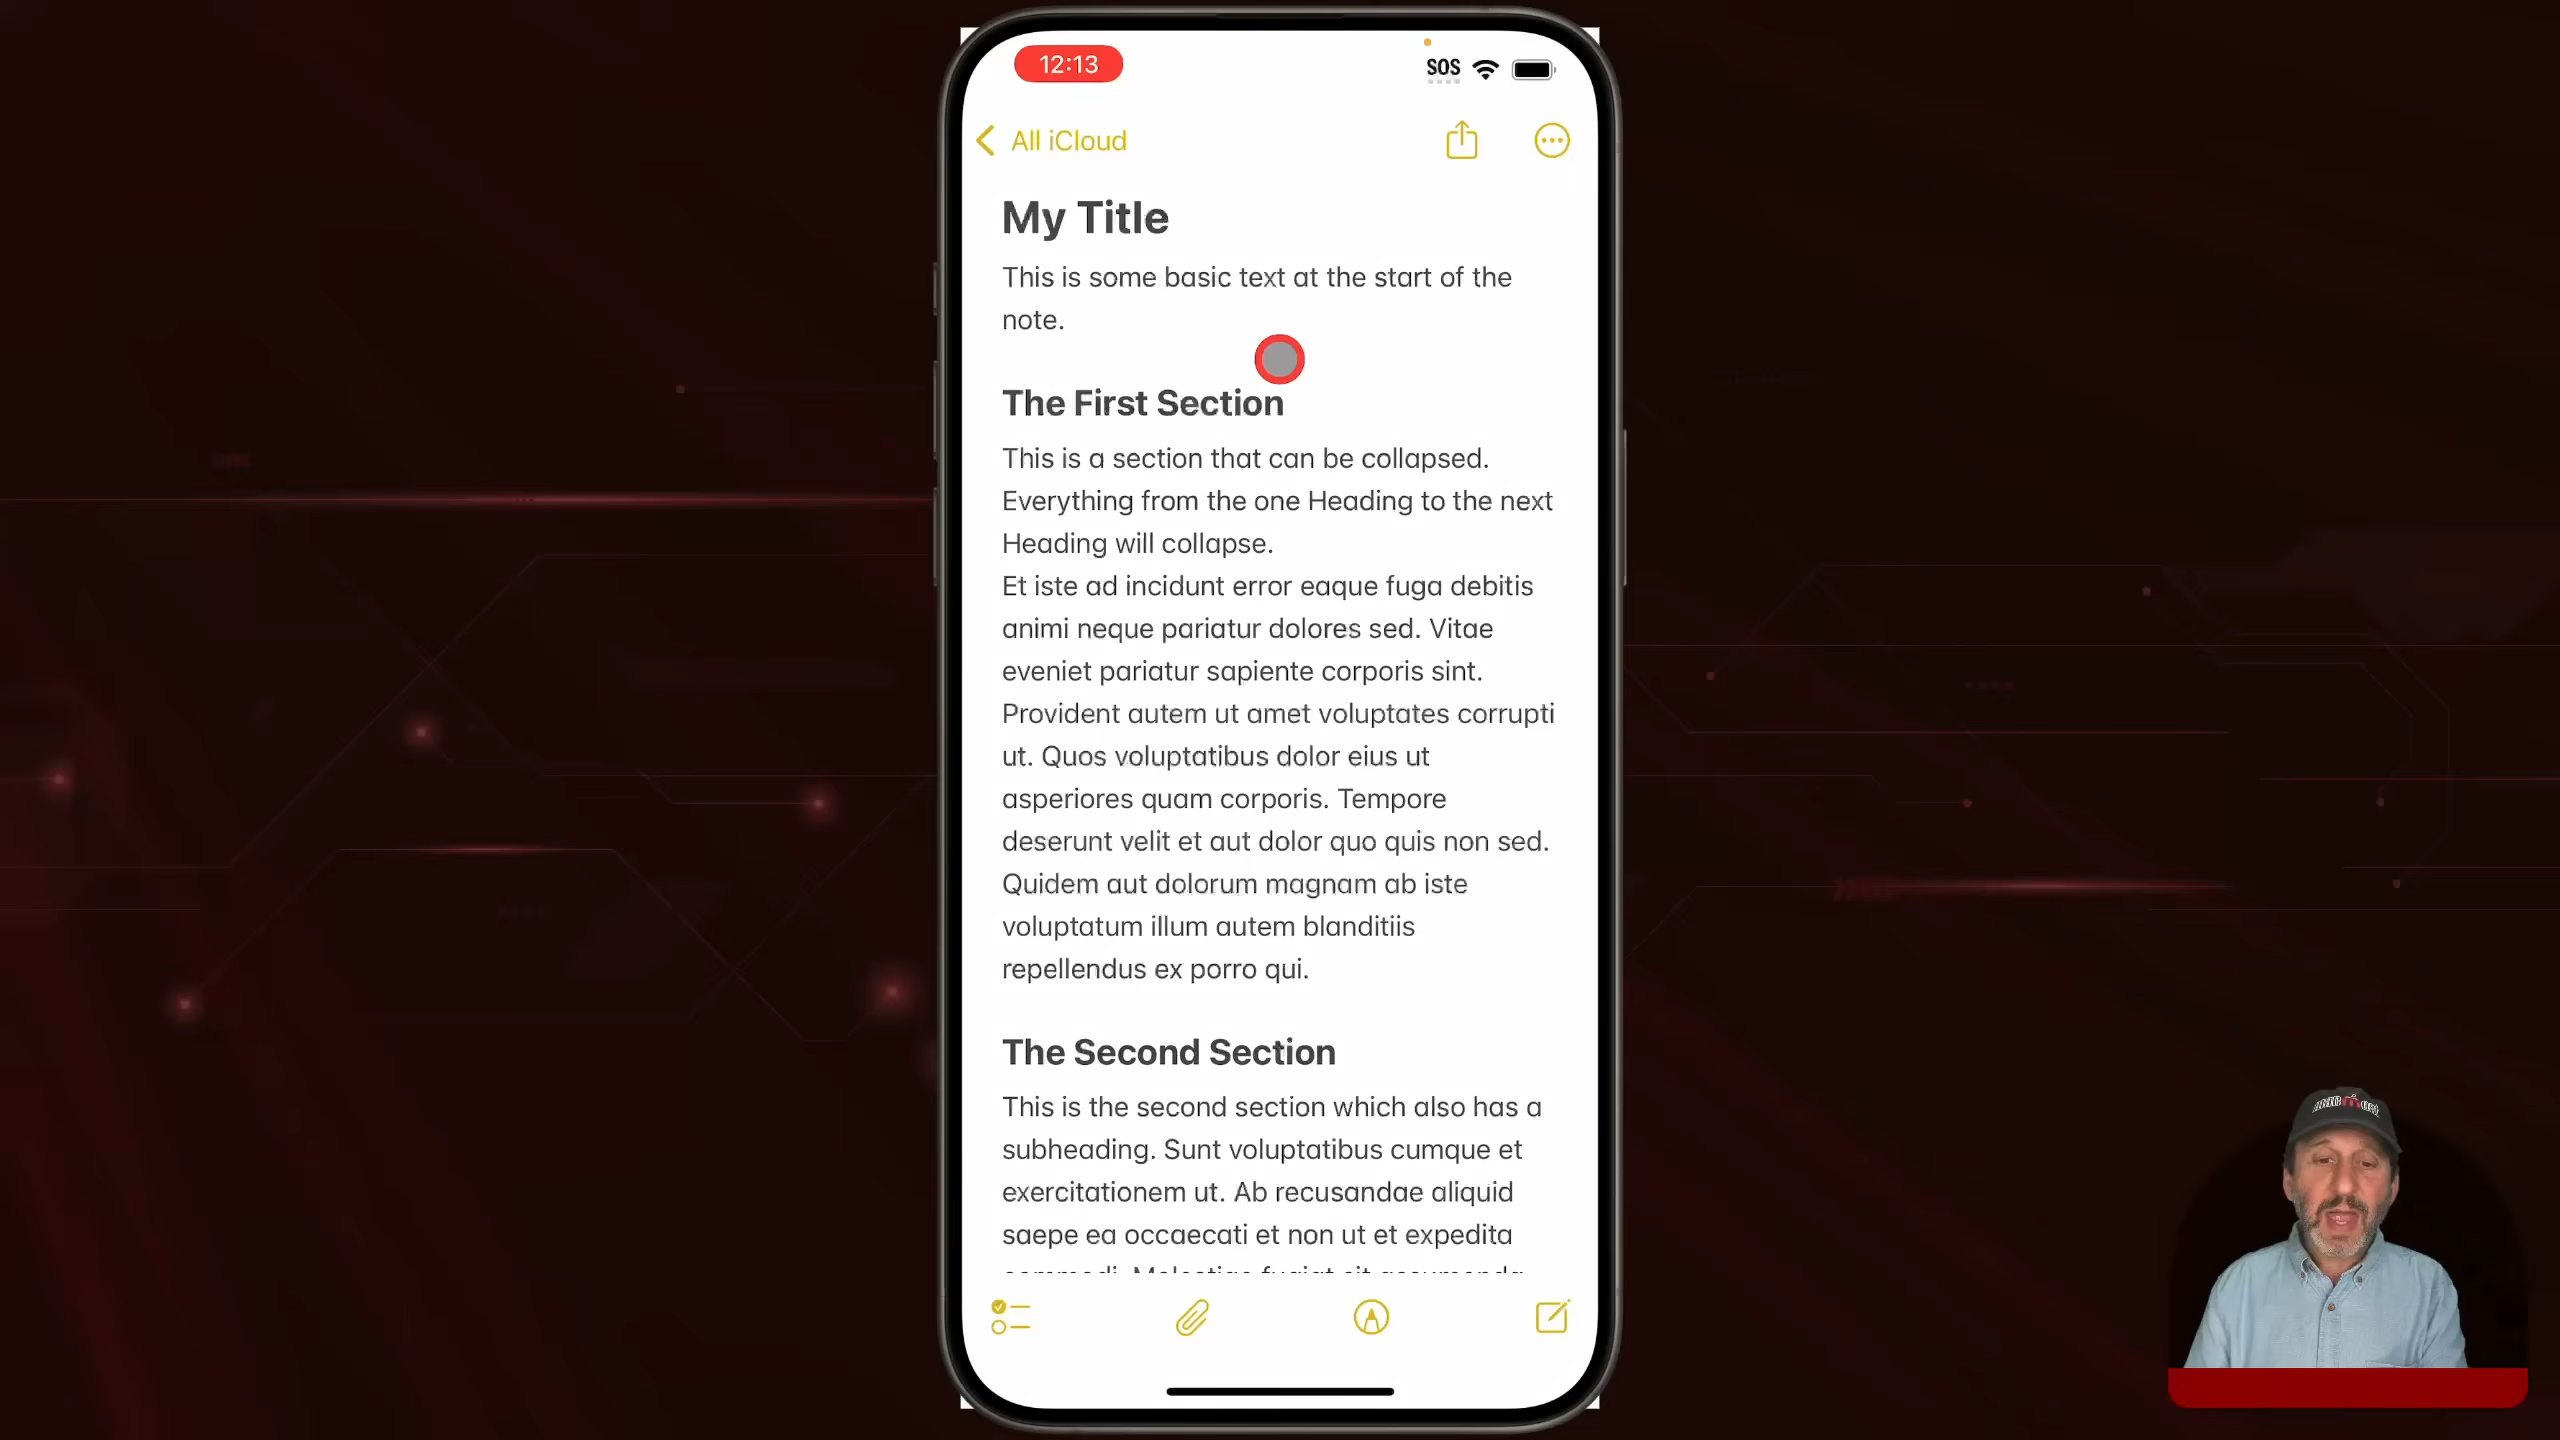 12:13
SOS
All iCloud
My Title
This is some basic text at the start of the
note.
The First Section
This is a section that can be collapsed.
Everything from the one Heading to the next
Heading will collapse.
Et iste ad incidunt error eaque fuga debitis
animi neque pariatur dolores sed. Vitae
eveniet pariatur sapiente corporis sint.
Provident autem ut amet voluptates corrupti
ut. Quos voluptatibus dolor eius ut
asperiores quam corporis. Tempore
deserunt velit et aut dolor quo quis non sed.
Quidem aut dolorum magnam ab iste
voluptatum illum autem blanditiis
repellendus ex porro qui.
The Second Section
This is the second section which also has a
subheading. Sunt voluptatibus cumque et
exercitationem ut. Ab recusandae aliquid
saepe ea occaecati et non ut et expedita
macmost